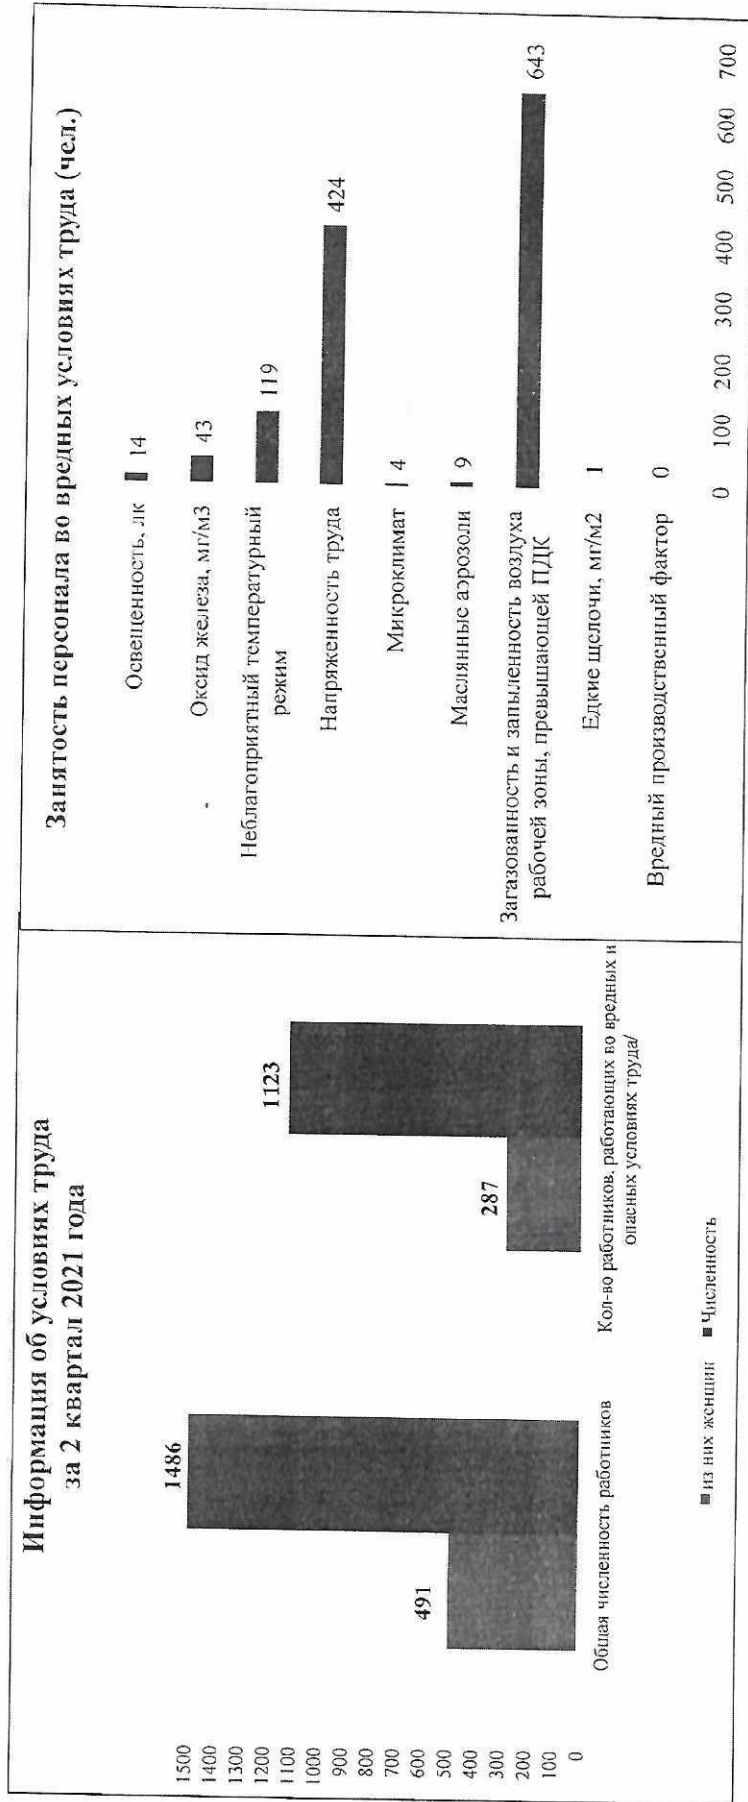 Информация об условиях труда
за 2 квартал 2021 года
1500
1400
1300
1200
1100
1000
900
800
700
600
500
400
300
200
100
0
491
1486
287
1123
Общая численность работников
Кол-во работников, работающих во вредных и
опасных условиях труда/
из них женщин
Численность
Занятость персонала во вредных условиях труда (чел.)
Освещенность, лк
14
Оксид железа, мг/м3
43
Неблагоприятный температурный
режим
119
Напряженность труда
424
Микроклимат
4
Маслянные аэрозоли
9
Загазованность и запыленность воздуха
рабочей зоны, превышающей ПДК
643
Едкие щелочи, мг/м2
1
Вредный производственный фактор
0
0 100 200 300 400 500 600 700